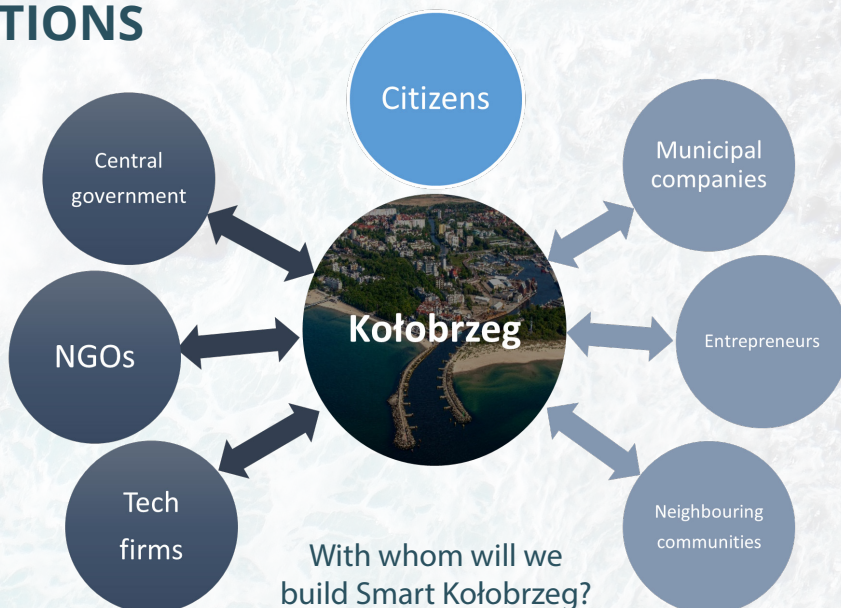 TIONS
Citizens
Central
government
Municipal
companies
NGOs
Kołobrzeg
Entrepreneurs
Tech
firms
Neighbouring
communities
With whom will we
build Smart Kołobrzeg?